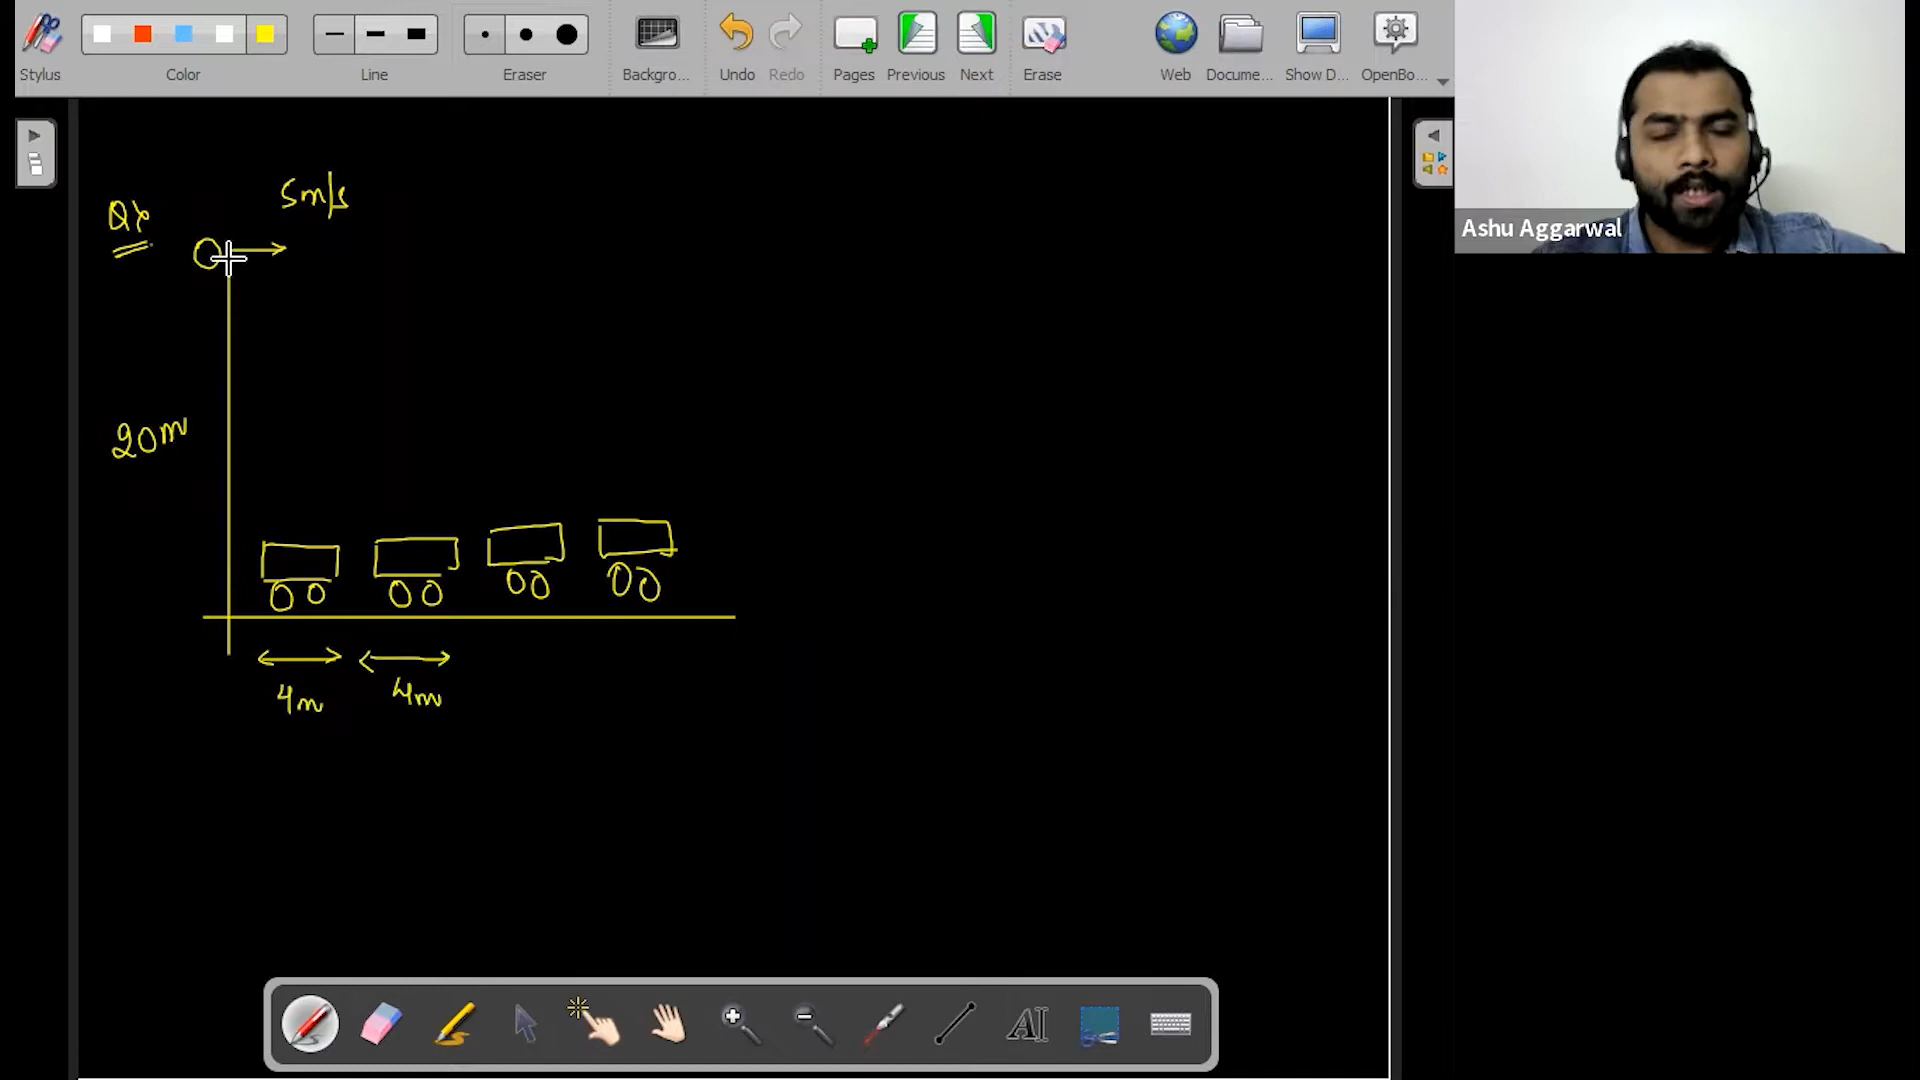 Stylus
Color
Line
Eraser
Backgro...
Undo
Redo
Pages
Previous
Next
Erase
Web
Docume...
Show D...
OpenBo...
Ashu Aggarwal
5m/s
20m
4m
4m
AI